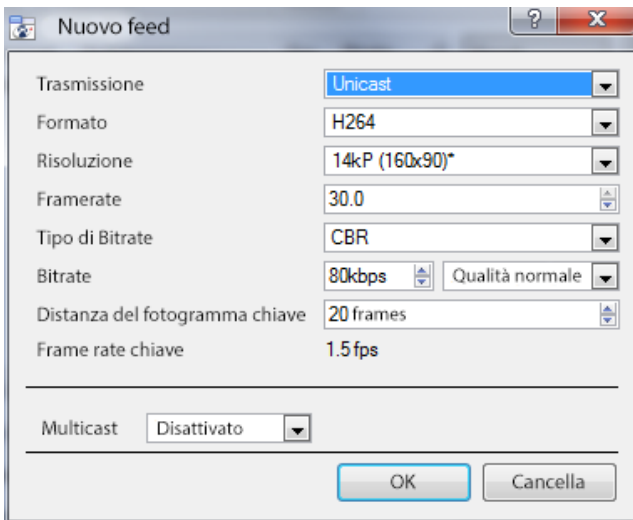 Nuovo feed
Trasmissione Unicast
Formato H264
Risoluzione 14kP (160x90)*
Framerate 30.0
Tipo di Bitrate CBR
Bitrate 80kbps Qualità normale
Distanza del fotogramma chiave 20 frames
Frame rate chiave 1.5 fps
Multicast Disattivato
OK Cancella